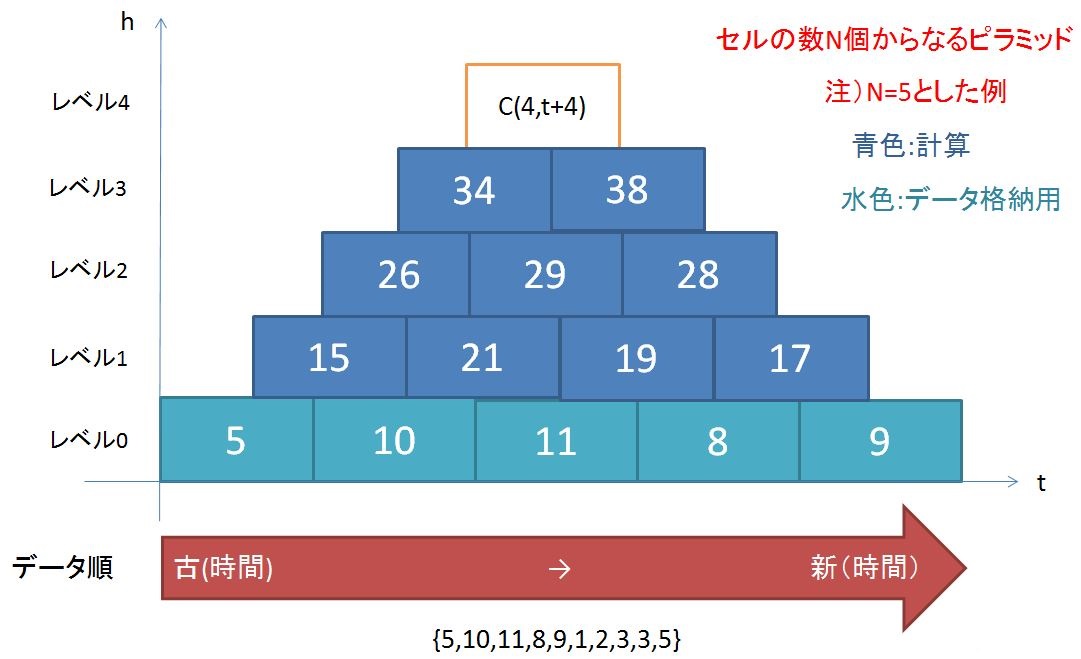 h
セルの数N個からなるピラミッド
注）N=5とした例
青色:計算
水色:データ格納用
レベル4
C(4,t+4)
レベル3
34 38
レベル2
26 29 28
レベル1
15 21 19 17
レベル0
5 10 11 8 9
t
データ順
古(時間) → 新（時間）
{5,10,11,8,9,1,2,3,3,5}